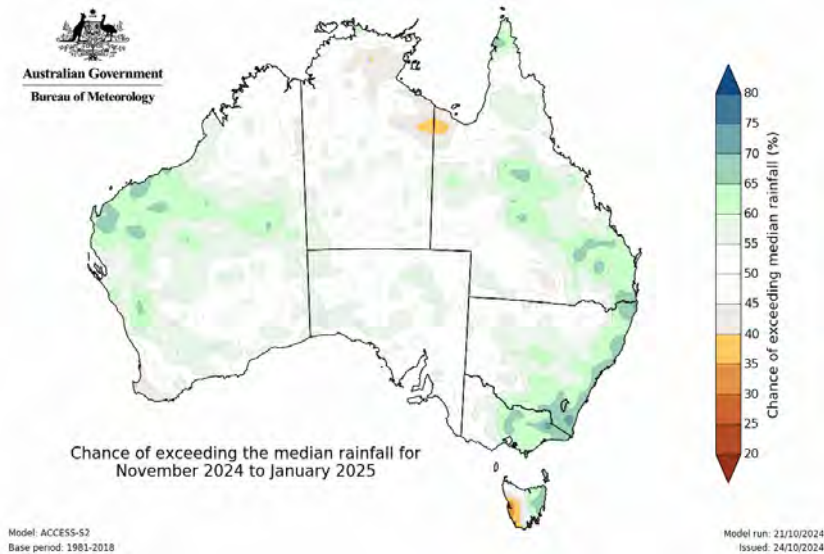 Australian Government
Bureau of Meteorology
80
75
70
65
60
55
50
45
40
35
30
25
20
Chance of exceeding median rainfall (%)
Chance of exceeding the median rainfall for
November 2024 to January 2025
Model: ACCESS-S2
Base period: 1981-2018
Model run: 21/10/2024
Issued: 24/10/2024